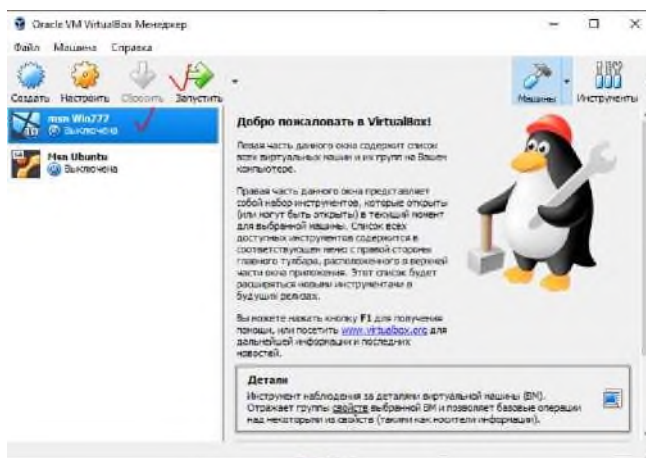 Oracle VM VirtualBox Менеджер
Файл Машина Справка
Создать Настроить Сбросить Запустить
Машины Инструменты
msn Win777
Выключена
Msn Ubuntu
Выключена
Добро пожаловать в VirtualBox!
Левая часть данного окна содержит список
всех виртуальных машин и их групп на Вашем
компьютере.
Правая часть данного окна представляет
собой набор инструментов, которые открыты
(или могут быть открыты) в текущий момент
для выбранной машины. Список всех
доступных инструментов содержится в
соответствующем меню с правой стороны
главного тулбара, расположенного в верхней
части окна приложения. Этот список будет
расширяться новыми инструментами в
будущих релизах.
Вы можете нажать кнопку F1 для получения
помощи, или посетить www.virtualbox.org для
дальнейшей информации и последних
новостей.
Детали
Инструмент наблюдения за деталями виртуальной машины (ВМ).
Отражает группы свойств выбранной ВМ и позволяет базовые операции
над некоторыми из свойств (такими как носители информации).